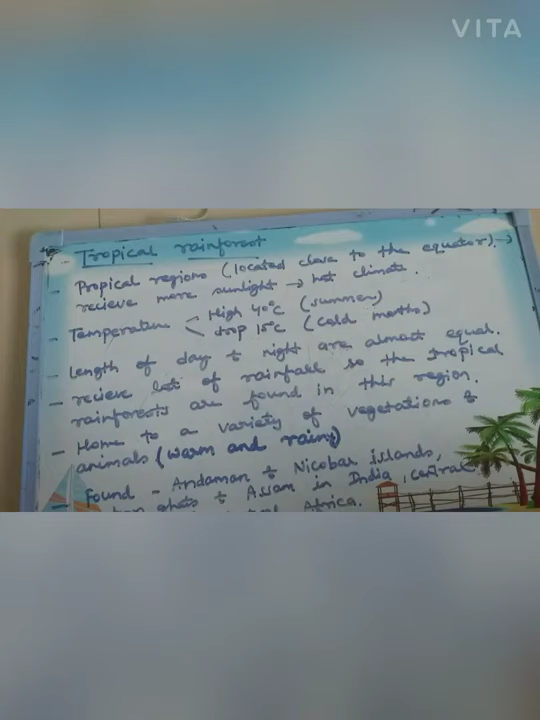 VITA
- Tropical rainforest
- Tropical regions (located close to the equator). →
recieve more sunlight → hot climate.
- Temperature < High 40°C (summer)
drop 15°C (cold months)
- Length of day & night are almost equal.
- recieve lot of rainfall so the tropical
rainforests are found in this region.
- Home to a variety of vegetations &
animals (warm and rainy)
- Found - Andaman & Nicobar islands,
ghats & Assam in India, central
Africa.